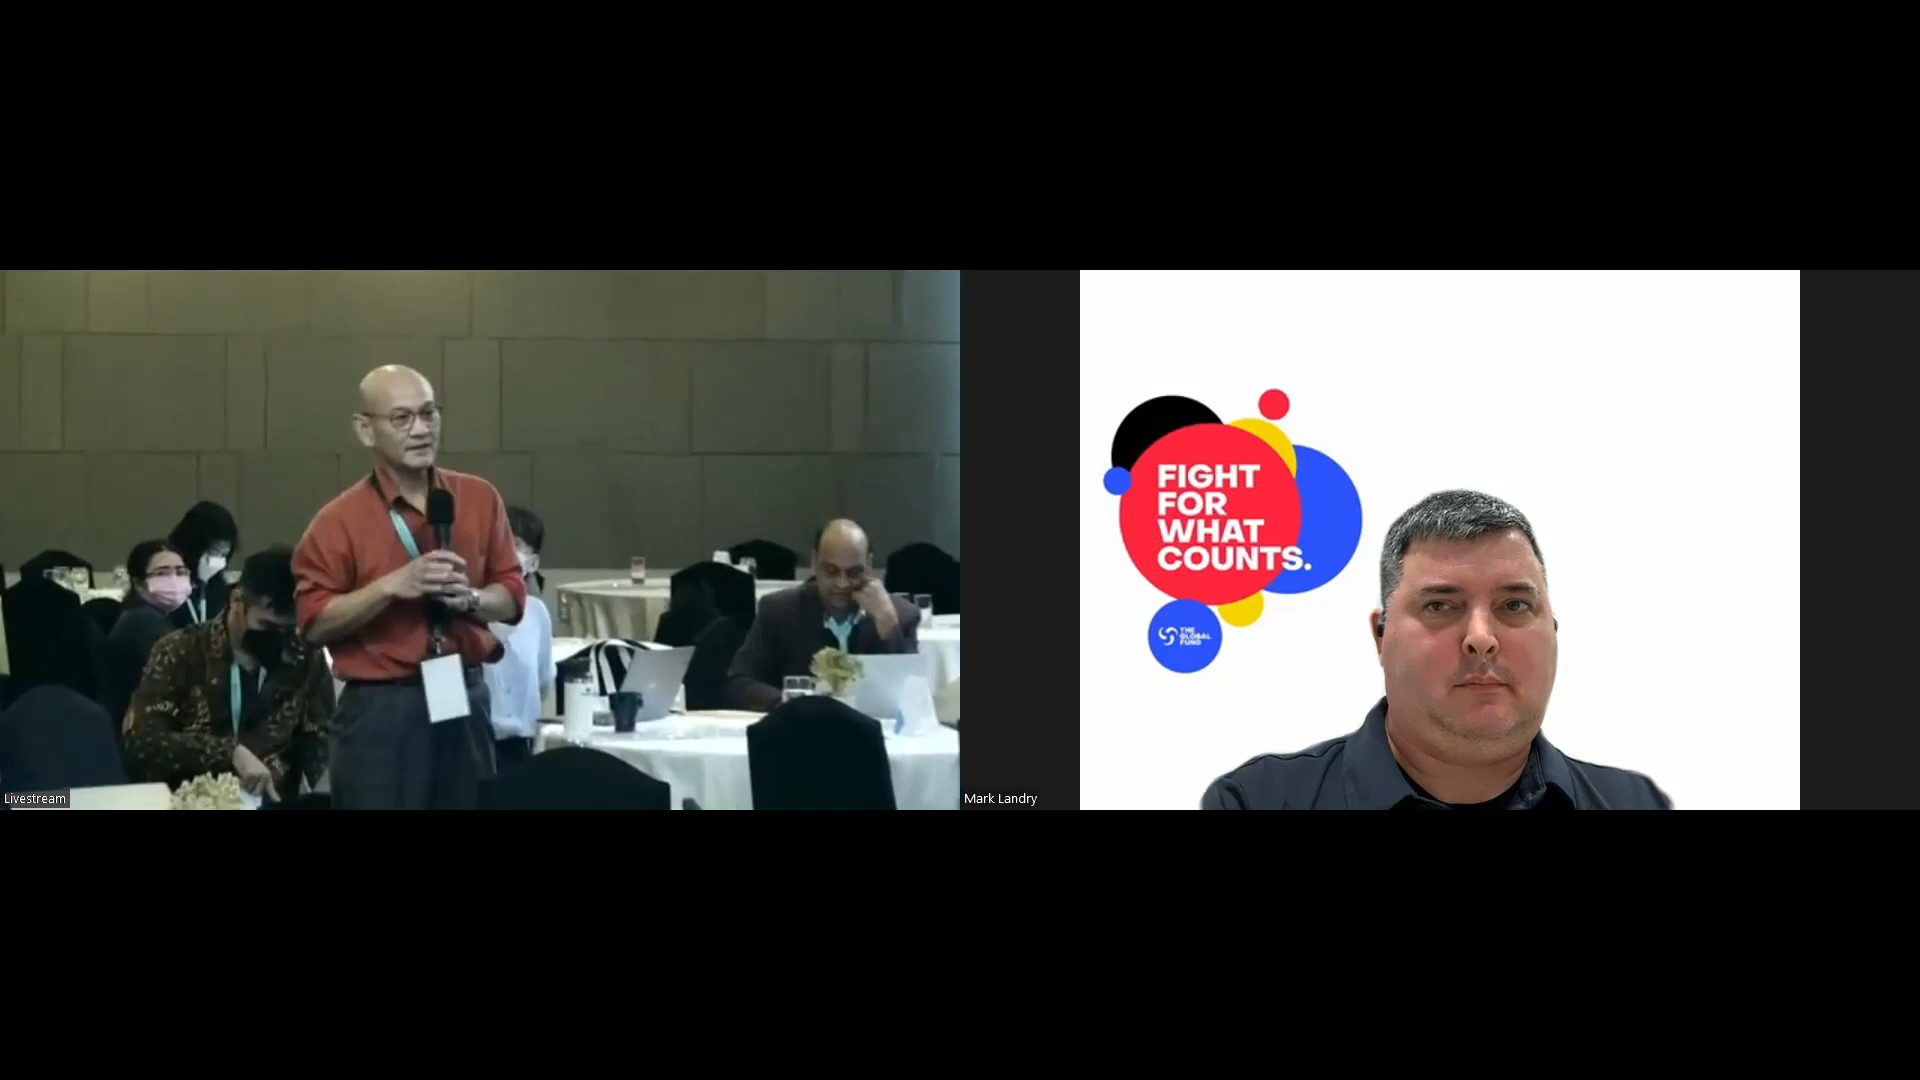 FIGHT
FOR
WHAT
COUNTS.
THE
GLOBAL
FUND
Livestream
Mark Landry